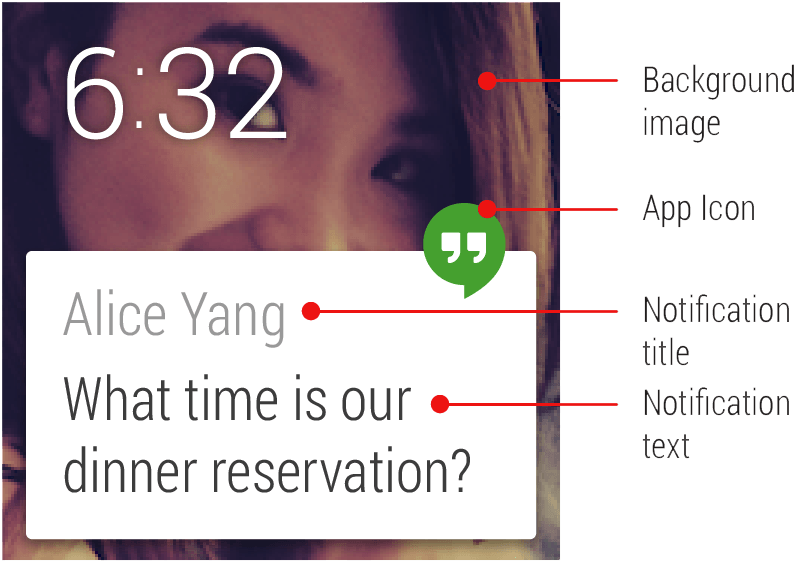 6:32
Background
image
App Icon
Alice Yang
Notification
title
What time is our
dinner reservation?
Notification
text